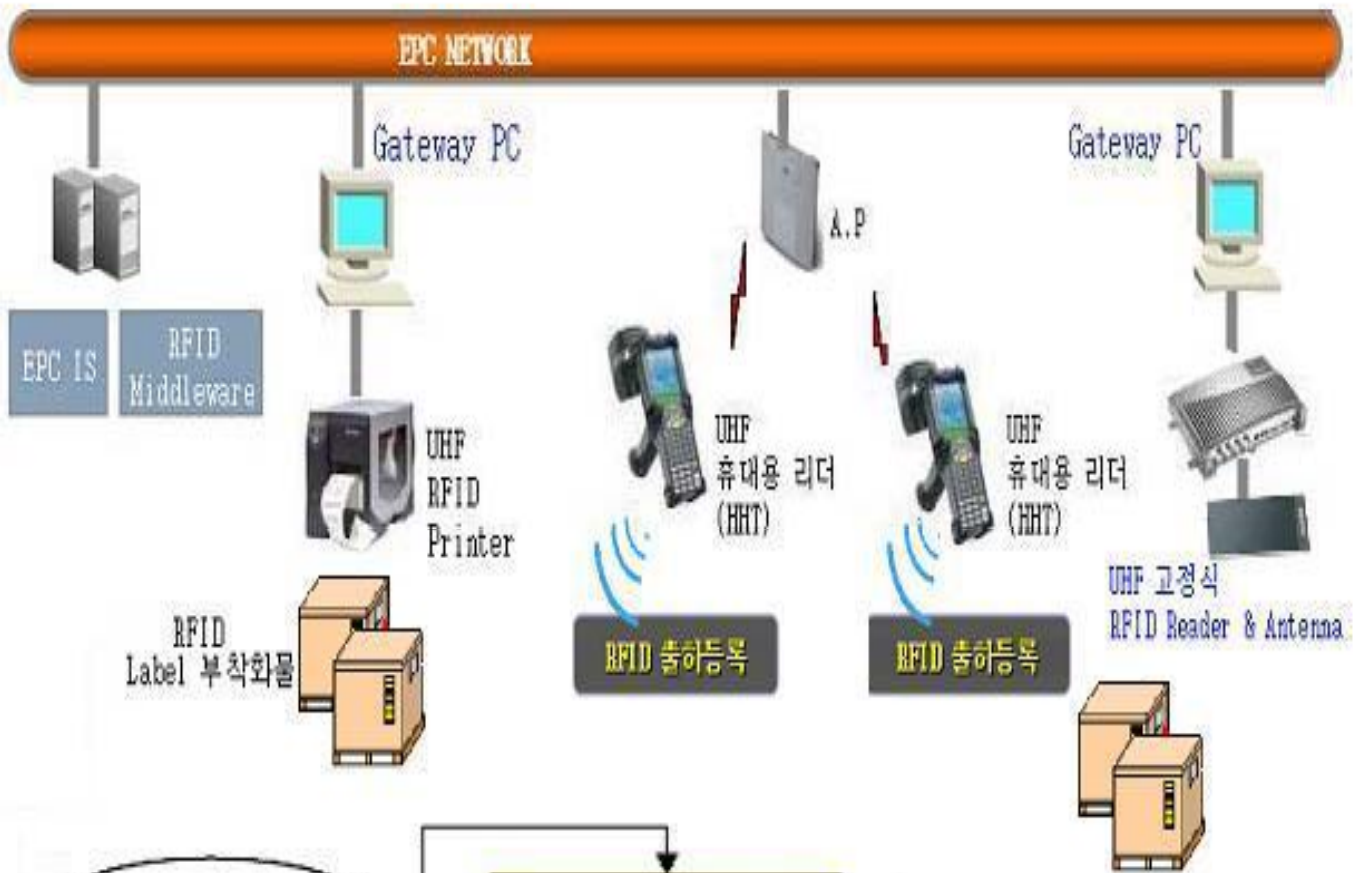 EPC NETWORK
Gateway PC
Gateway PC
A.P
EPC IS
RFID
Middleware
UHF
RFID
Printer
UHF
휴대용 리더
(HHT)
UHF
휴대용 리더
(HHT)
UHF 고정식
RFID Reader & Antenna
RFID
Label 부착화물
RFID 출하등록
RFID 출하등록